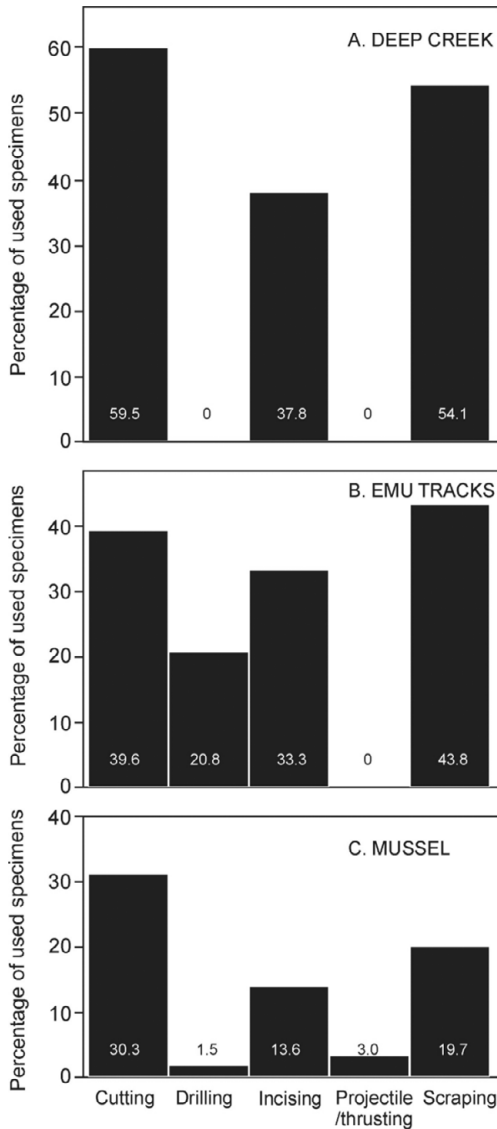 A. DEEP CREEK
Percentage of used specimens
60
50
40
30
20
10
0
59.5 0 37.8 0 54.1
B. EMU TRACKS
Percentage of used specimens
40
30
20
10
0
39.6 20.8 33.3 0 43.8
C. MUSSEL
Percentage of used specimens
40
30
20
10
0
30.3 1.5 13.6 3.0 19.7
Cutting Drilling Incising Projectile Scraping
/thrusting